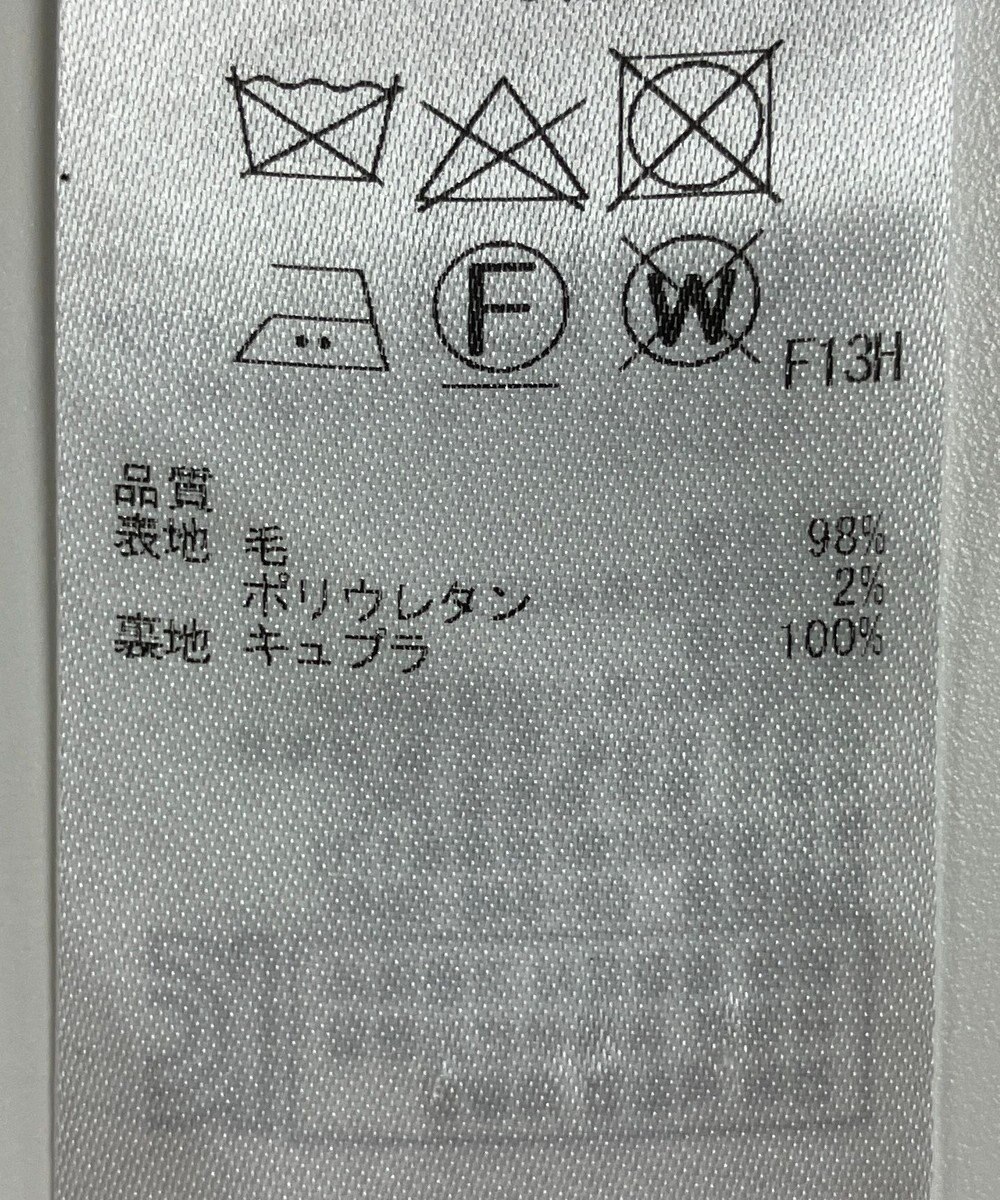 F W F13H
品質
表地 毛 98%
ポリウレタン 2%
裏地 キュプラ 100%